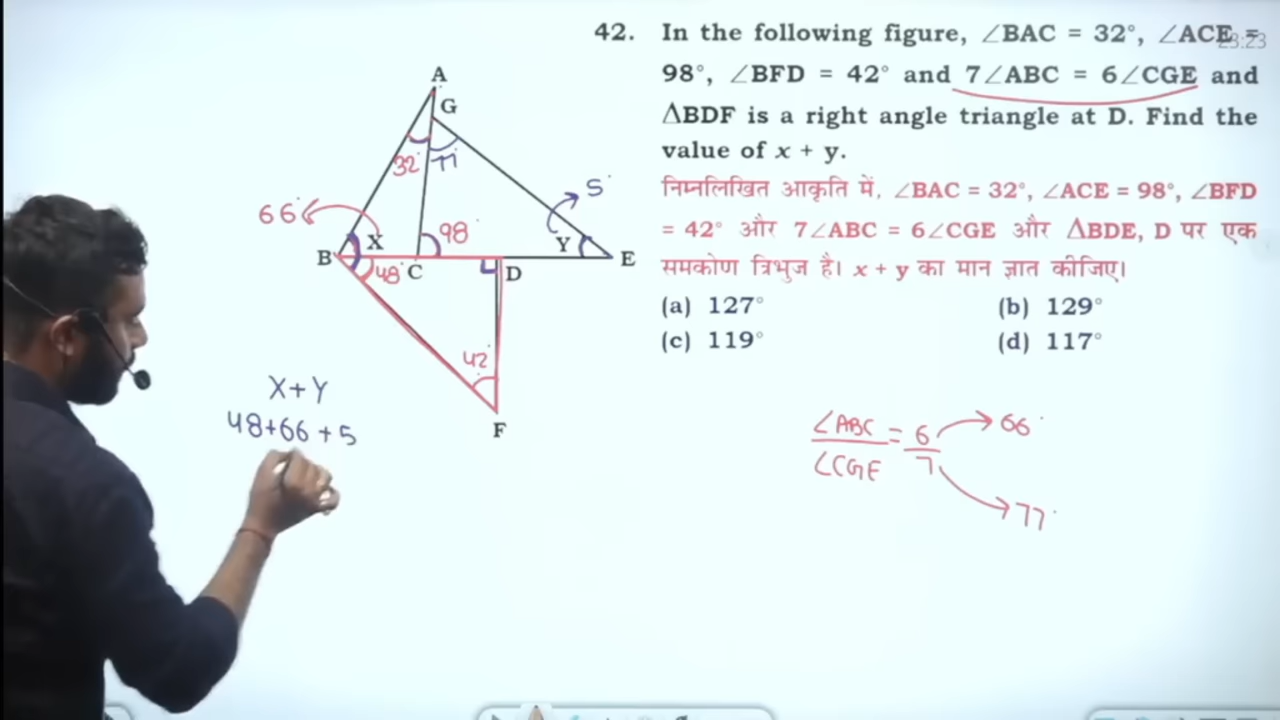 42. In the following figure, ∠BAC = 32°, ∠ACE =
23:23
98°, ∠BFD = 42° and 7∠ABC = 6∠CGE and
ΔBDF is a right angle triangle at D. Find the
value of x + y.
निम्नलिखित आकृति में, ∠BAC = 32°, ∠ACE = 98°, ∠BFD
= 42° और 7∠ABC = 6∠CGE और ΔBDE, D पर एक
समकोण त्रिभुज है। x + y का मान ज्ञात कीजिए।
(a) 127° (b) 129°
(c) 119° (d) 117°
A
G
32° 77°
5°
66°
X 98° Y
B 48° C D E
42°
F
X+Y
48+66+5
∠ABC/∠CGE = 6/7
66°
77°